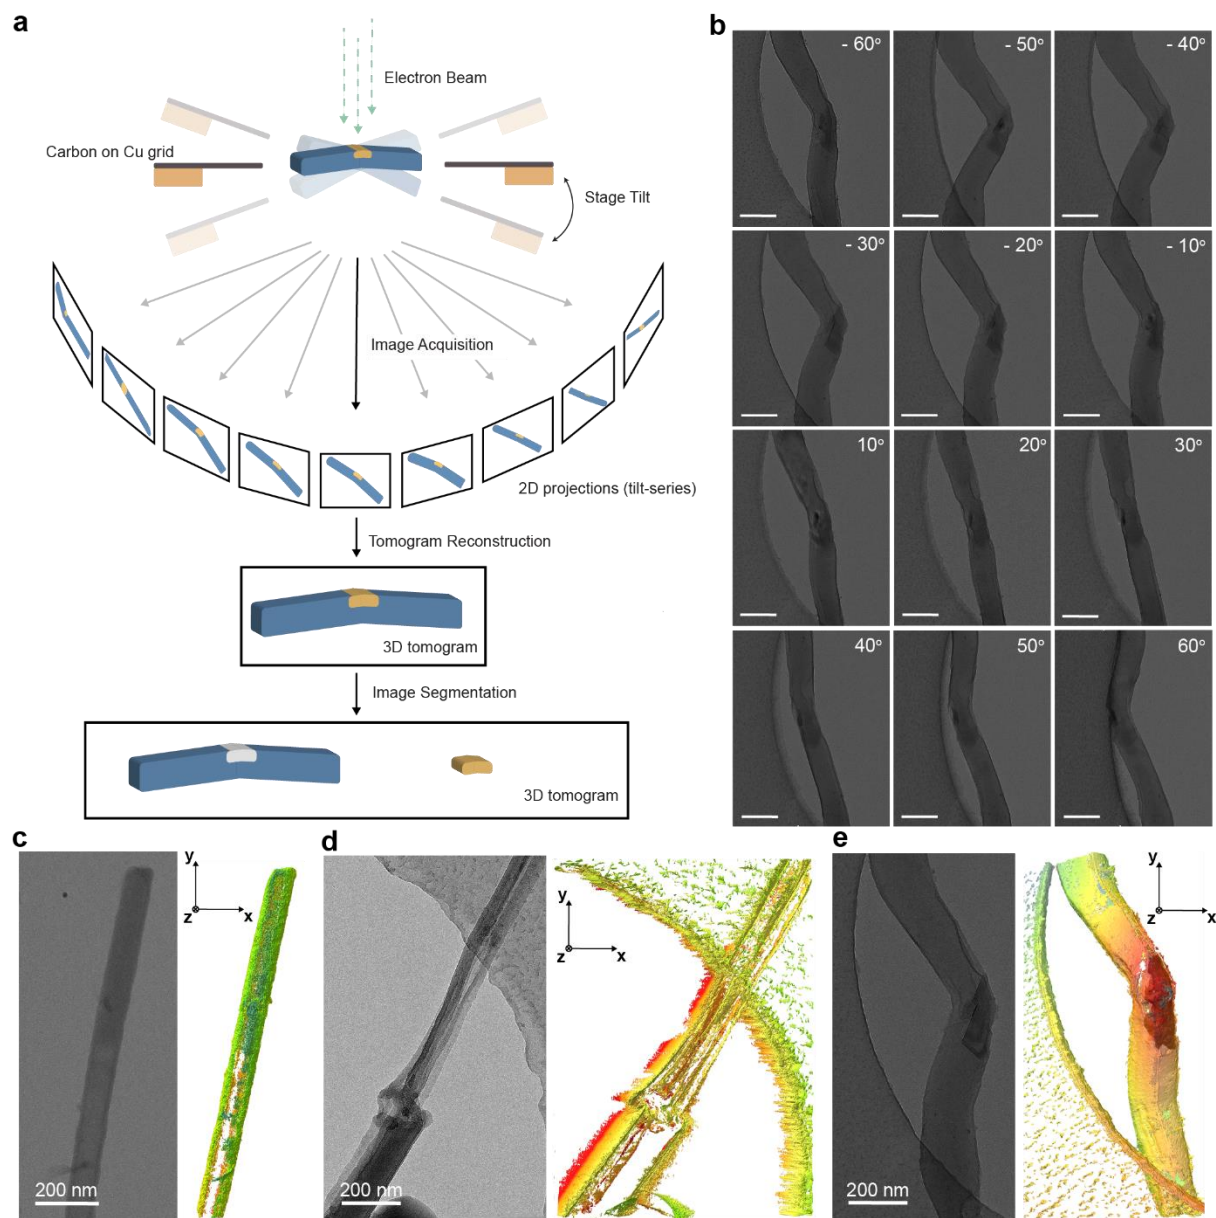 a
Electron Beam
Carbon on Cu grid
Stage Tilt
Image Acquisition
2D projections (tilt-series)
Tomogram Reconstruction
3D tomogram
Image Segmentation
3D tomogram
b
- 60°
- 50°
- 40°
- 30°
- 20°
- 10°
10°
20°
30°
40°
50°
60°
c
200 nm
y
z
x
d
200 nm
y
z
x
e
200 nm
y
z
x